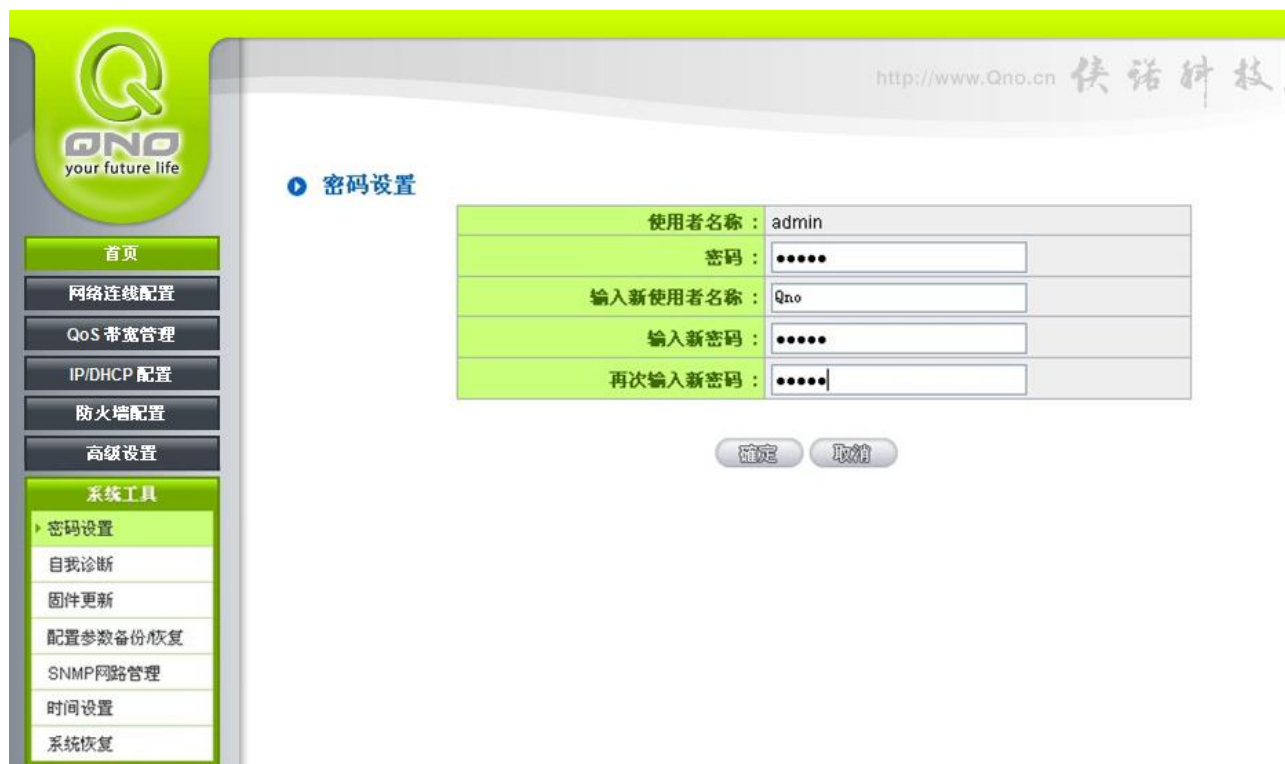 http://www.Qno.cn 侠诺科技
QNO
your future life
首页
网络连线配置
QoS 带宽管理
IP/DHCP 配置
防火墙配置
高级设置
系统工具
密码设置
自我诊断
固件更新
配置参数备份/恢复
SNMP网路管理
时间设置
系统恢复
密码设置
使用者名称 : admin
密码 : •••••
输入新使用者名称 : Qno
输入新密码 : •••••
再次输入新密码 : •••••
確定 取消